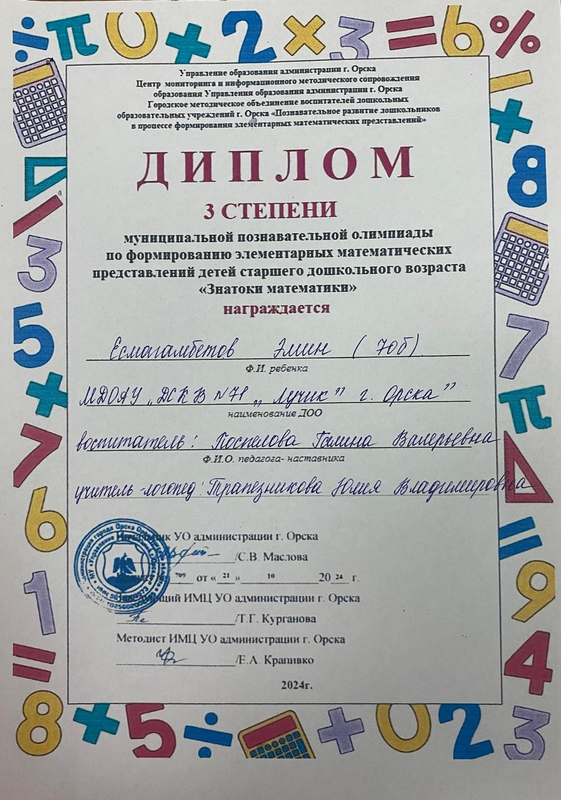 Управление образования администрации г. Орска
Центр мониторинга и информационного методического сопровождения
образования Управления образования администрации г. Орска
Городское методическое объединение воспитателей дошкольных
образовательных учреждений г. Орска «Познавательное развитие дошкольников
в процессе формирования элементарных математических представлений»
ДИПЛОМ
3 СТЕПЕНИ
муниципальной познавательной олимпиады
по формированию элементарных математических
представлений детей старшего дошкольного возраста
«Знатоки математики»
награждается
Есмагамбетов Эмин (70б)
Ф.И. ребенка
МДОАУ „ДСКВ №71 „Лучик" г. Орска"
наименование ДОО
воспитатель: Поспелова Галина Валерьевна
Ф.И.О. педагога- наставника
учитель-логопед: Трапезникова Юлия Владимировна
УО администрации г. Орска
/С.В. Маслова
709 от « 21 » 10 20 24 г.
ИМЦ УО администрации г. Орска
/Т.Г. Курганова
Методист ИМЦ УО администрации г. Орска
/Е.А. Крапивко
2024г.